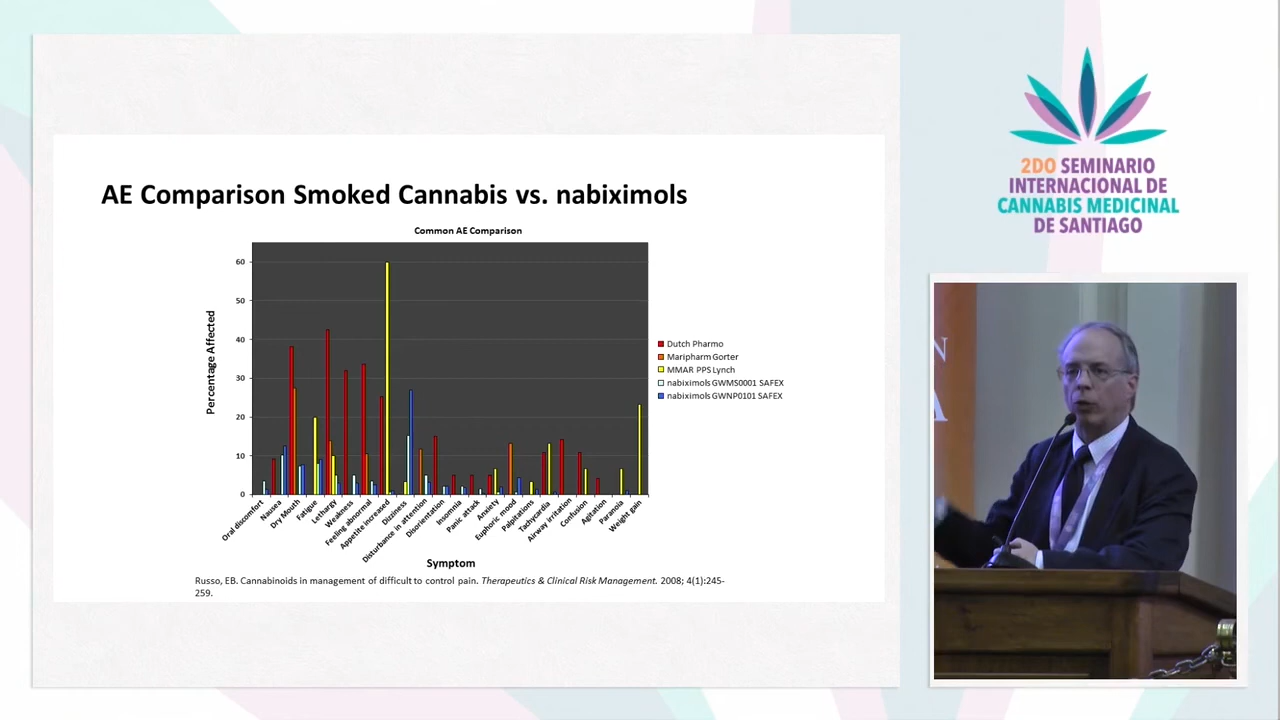 AE Comparison Smoked Cannabis vs. nabiximols
Common AE Comparison
Percentage Affected
60
50
40
30
20
10
0
Oral discomfort
Nausea
Dry Mouth
Fatigue
Lethargy
Weakness
Feeling abnormal
Appetite increased
Diziness
Disturbance in attention
Disorientation
Insomnia
Panic attack
Anxiety
Euphoric mood
Palpitations
Tachycardia
Airway irritation
Confusion
Agitation
Paranoia
Weight gain
Symptom
Dutch Pharmo
Maripharm Gorter
MMAR PPS Lynch
nabiximols GWMS0001 SAFEX
nabiximols GWNP0101 SAFEX
Russo, EB. Cannabinoids in management of difficult to control pain. Therapeutics & Clinical Risk Management. 2008; 4(1):245-
259.
2DO SEMINARIO
INTERNACIONAL DE
CANNABIS MEDICINAL
DE SANTIAGO
N
A